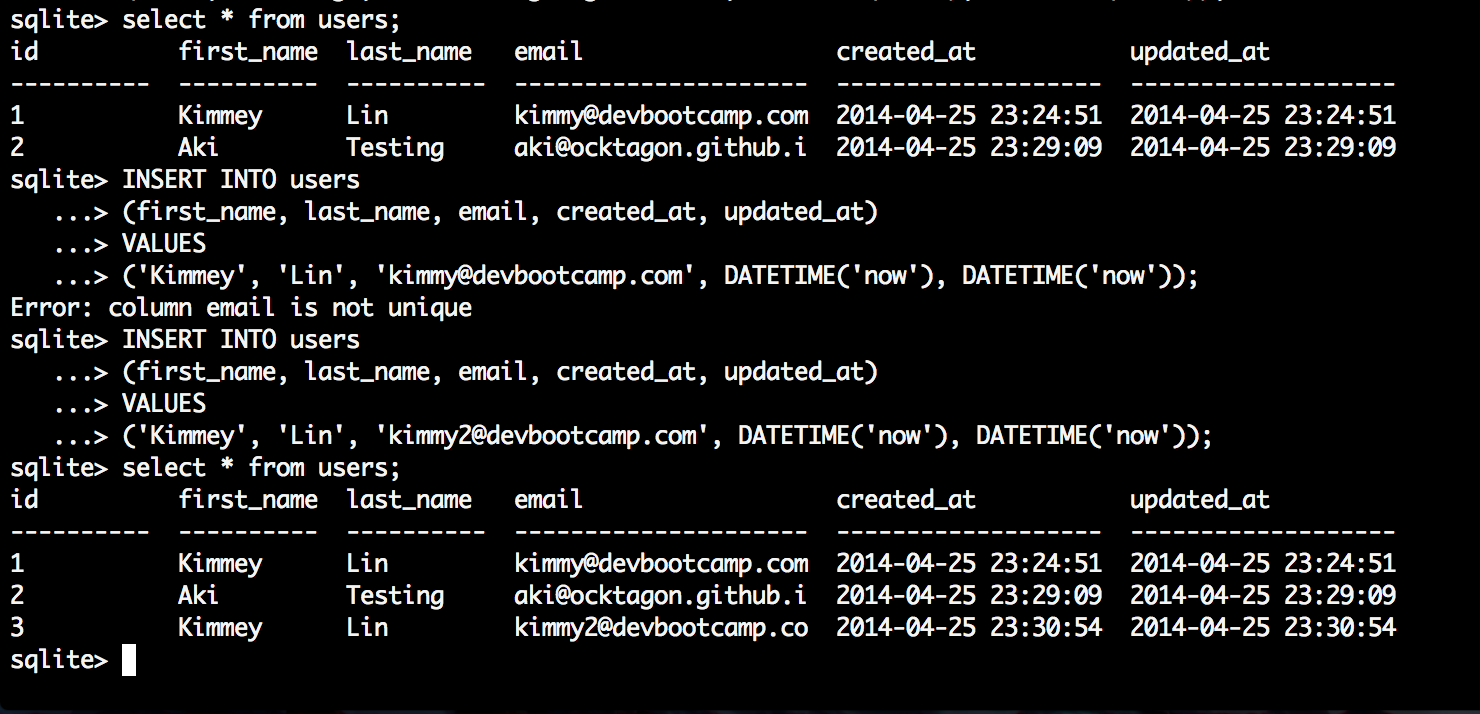 sqlite> select * from users;
id          first_name  last_name   email                  created_at           updated_at
----------  ----------  ----------  ---------------------  -------------------  -------------------
1           Kimmey      Lin         kimmy@devbootcamp.com  2014-04-25 23:24:51  2014-04-25 23:24:51
2           Aki         Testing     aki@ocktagon.github.i  2014-04-25 23:29:09  2014-04-25 23:29:09
sqlite> INSERT INTO users
   ...> (first_name, last_name, email, created_at, updated_at)
   ...> VALUES
   ...> ('Kimmey', 'Lin', 'kimmy@devbootcamp.com', DATETIME('now'), DATETIME('now'));
Error: column email is not unique
sqlite> INSERT INTO users
   ...> (first_name, last_name, email, created_at, updated_at)
   ...> VALUES
   ...> ('Kimmey', 'Lin', 'kimmy2@devbootcamp.com', DATETIME('now'), DATETIME('now'));
sqlite> select * from users;
id          first_name  last_name   email                  created_at           updated_at
----------  ----------  ----------  ---------------------  -------------------  -------------------
1           Kimmey      Lin         kimmy@devbootcamp.com  2014-04-25 23:24:51  2014-04-25 23:24:51
2           Aki         Testing     aki@ocktagon.github.i  2014-04-25 23:29:09  2014-04-25 23:29:09
3           Kimmey      Lin         kimmy2@devbootcamp.co  2014-04-25 23:30:54  2014-04-25 23:30:54
sqlite>